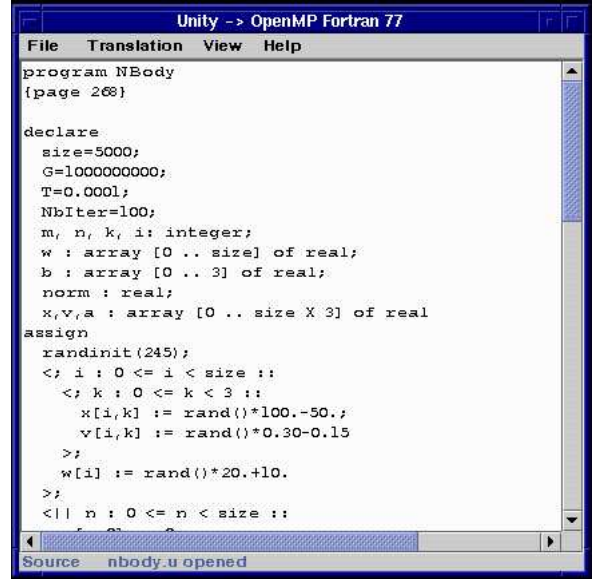 Unity -> OpenMP Fortran 77
File Translation View Help
program NBody
{page 268}
declare
size=5000;
G=1000000000;
T=0.0001;
NbIter=100;
m, n, k, i: integer;
w : array [0 .. size] of real;
b : array [0 .. 3] of real;
norm : real;
x,v,a : array [0 .. size X 3] of real
assign
randinit(245);
<; i : 0 <= i < size ::
<; k : 0 <= k < 3 ::
x[i,k] := rand()*100.-50.;
v[i,k] := rand()*0.30-0.15
>;
w[i] := rand()*20.+10.
>;
<|| n : 0 <= n < size ::
Source nbody.u opened